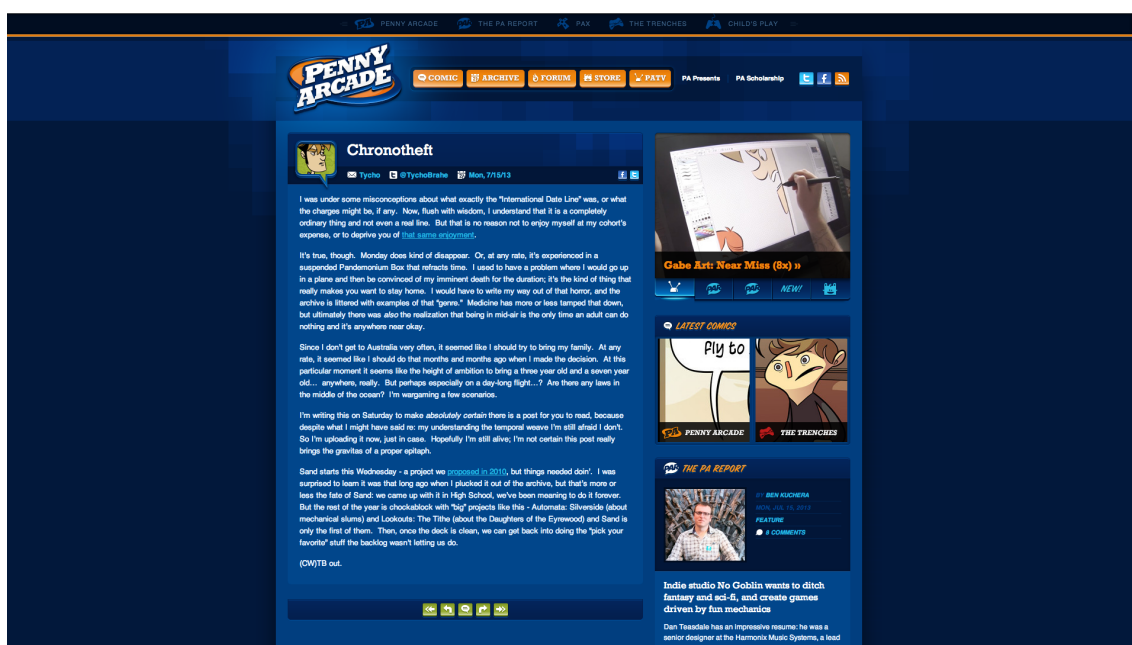 PENNY ARCADE THE PA REPORT PAX THE TRENCHES CHILD'S PLAY
PENNY
ARCADE
COMIC ARCHIVE FORUM STORE PATV PA Presents PA Scholarship
Chronotheft
Tycho @TychoBrahe Mon, 7/15/13
I was under some misconceptions about what exactly the "International Date Line" was, or what
the charges might be, if any. Now, flush with wisdom, I understand that it is a completely
ordinary thing and not even a real line. But that is no reason not to enjoy myself at my cohort's
expense, or to deprive you of that same enjoyment.
It's true, though. Monday does kind of disappear. Or, at any rate, it's experienced in a
suspended Pandemonium Box that refracts time. I used to have a problem where I would go up
in a plane and then be convinced of my imminent death for the duration; it's the kind of thing that
really makes you want to stay home. I would have to write my way out of that horror, and the
archive is littered with examples of that "genre." Medicine has more or less tamped that down,
but ultimately there was also the realization that being in mid-air is the only time an adult can do
nothing and it's anywhere near okay.
Since I don't get to Australia very often, it seemed like I should try to bring my family. At any
rate, it seemed like I should do that months and months ago when I made the decision. At this
particular moment it seems like the height of ambition to bring a three year old and a seven year
old... anywhere, really. But perhaps especially on a day-long flight...? Are there any laws in
the middle of the ocean? I'm wargaming a few scenarios.
I'm writing this on Saturday to make absolutely certain there is a post for you to read, because
despite what I might have said re: my understanding the temporal weave I'm still afraid I don't.
So I'm uploading it now, just in case. Hopefully I'm still alive; I'm not certain this post really
brings the gravitas of a proper epitaph.
Sand starts this Wednesday - a project we proposed in 2010, but things needed doin'. I was
surprised to learn it was that long ago when I plucked it out of the archive, but that's more or
less the fate of Sand: we came up with it in High School, we've been meaning to do it forever.
But the rest of the year is chockablock with "big" projects like this - Automata: Silverside (about
mechanical slums) and Lookouts: The Tithe (about the Daughters of the Eyrewood) and Sand is
only the first of them. Then, once the deck is clean, we can get back into doing the "pick your
favorite" stuff the backlog wasn't letting us do.
(CW)TB out.
Gabe Art: Near Miss (8x) »
PAR PAR NEW!
LATEST COMICS
Fly to
PENNY ARCADE THE TRENCHES
PAR THE PA REPORT
BY BEN KUCHERA
MON, JUL 15, 2013
FEATURE
6 COMMENTS
Indie studio No Goblin wants to ditch
fantasy and sci-fi, and create games
driven by fun mechanics
Dan Teasdale has an impressive resume: he was a
senior designer at the Harmonix Music Systems, a lead